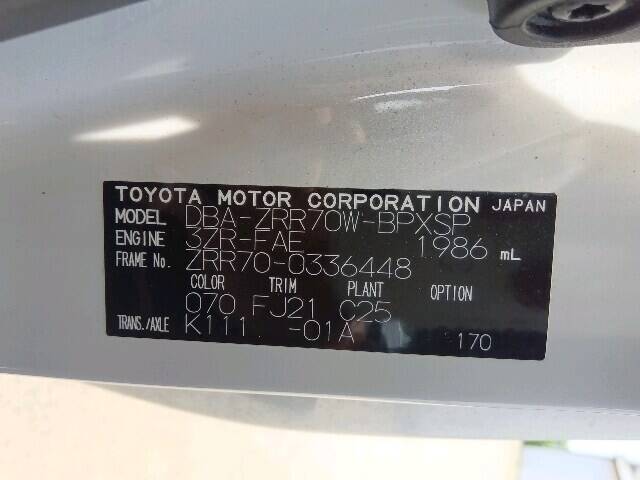 TOYOTA MOTOR CORPORATION JAPAN
MODEL DBA-ZRR70W-BPXSP
ENGINE 3ZR-FAE 1986 mL
FRAME No. ZRR70-0336448
COLOR TRIM PLANT OPTION
070 FJ21 C25
TRANS./AXLE K111 -01A
170